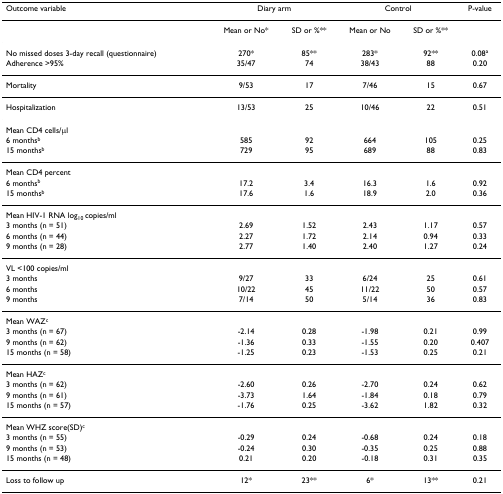 Outcome variable Diary arm Control P-value
Mean or No* SD or %** Mean or No SD or %**
No missed doses 3-day recall (questionnaire) 270* 85** 283* 92** 0.08ᵃ
Adherence >95% 35/47 74 38/43 88 0.20
Mortality 9/53 17 7/46 15 0.67
Hospitalization 13/53 25 10/46 22 0.51
Mean CD4 cells/μl
6 monthsᵇ 585 92 664 105 0.25
15 monthsᵇ 729 95 689 88 0.83
Mean CD4 percent
6 monthsᵇ 17.2 3.4 16.3 1.6 0.92
15 monthsᵇ 17.6 1.6 18.9 2.0 0.36
Mean HIV-1 RNA log₁₀ copies/ml
3 months (n = 51) 2.69 1.52 2.43 1.17 0.57
6 months (n = 44) 2.27 1.72 2.14 0.94 0.33
9 months (n = 28) 2.77 1.40 2.40 1.27 0.24
VL <100 copies/ml
3 months 9/27 33 6/24 25 0.61
6 months 10/22 45 11/22 50 0.57
9 months 7/14 50 5/14 36 0.83
Mean WAZᶜ
3 months (n = 67) -2.14 0.28 -1.98 0.21 0.99
9 months (n = 62) -1.36 0.33 -1.55 0.20 0.407
15 months (n = 58) -1.25 0.23 -1.53 0.25 0.21
Mean HAZᶜ
3 months (n = 62) -2.60 0.26 -2.70 0.24 0.62
9 months (n = 61) -3.73 1.64 -1.84 0.18 0.79
15 months (n = 57) -1.76 0.25 -3.62 1.82 0.32
Mean WHZ score(SD)ᶜ
3 months (n = 55) -0.29 0.24 -0.68 0.24 0.18
9 months (n = 53) -0.24 0.30 -0.35 0.25 0.88
15 months (n = 48) 0.21 0.20 -0.18 0.31 0.35
Loss to follow up 12* 23** 6* 13** 0.21